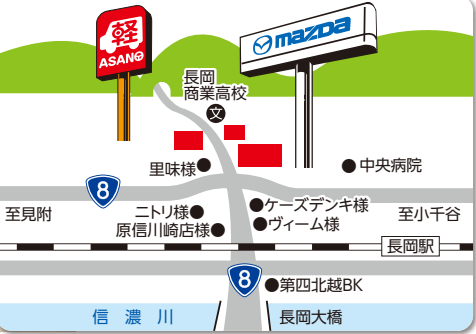 軽
ASANO
mazda
長岡
商業高校
文
里味様
中央病院
8
至見附
ニトリ様
ケーズデンキ様
至小千谷
原信川崎店様
ヴィーム様
長岡駅
8
第四北越BK
信濃川
長岡大橋